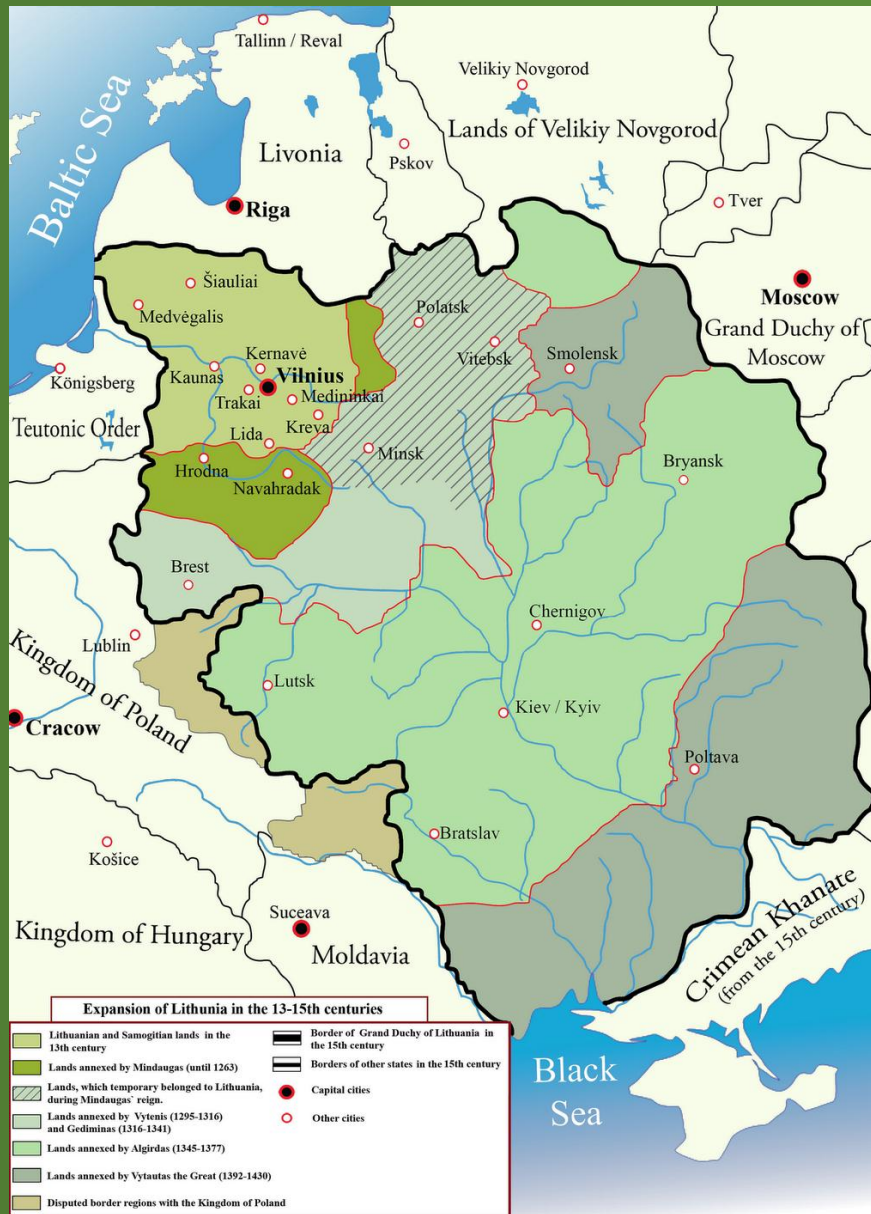 Tallinn / Reval
Velikiy Novgorod
Lands of Velikiy Novgorod
Baltic Sea
Livonia
Pskov
Riga
Tver
Šiauliai
Medvėgalis
Moscow
Grand Duchy of
Moscow
Polatsk
Vitebsk
Smolensk
Kernavė
Kaunas
Vilnius
Königsberg
Trakai
Medininkai
Kreva
Teutonic Order
Lida
Minsk
Hrodna
Navahradak
Bryansk
Brest
Chernigov
Lublin
Kingdom of Poland
Lutsk
Kiev / Kyiv
Cracow
Poltava
Bratslav
Košice
Suceava
Kingdom of Hungary
Moldavia
Crimean Khanate
(from the 15th century)
Black
Sea
Expansion of Lithunia in the 13-15th centuries
Lithuanian and Samogitian lands in the
13th century
Lands annexed by Mindaugas (until 1263)
Lands, which temporary belonged to Lithuania,
during Mindaugas` reign.
Lands annexed by Vytenis (1295-1316)
and Gediminas (1316-1341)
Lands annexed by Algirdas (1345-1377)
Lands annexed by Vytautas the Great (1392-1430)
Disputed border regions with the Kingdom of Poland
Border of Grand Duchy of Lithuania in
the 15th century
Borders of other states in the 15th century
Capital cities
Other cities